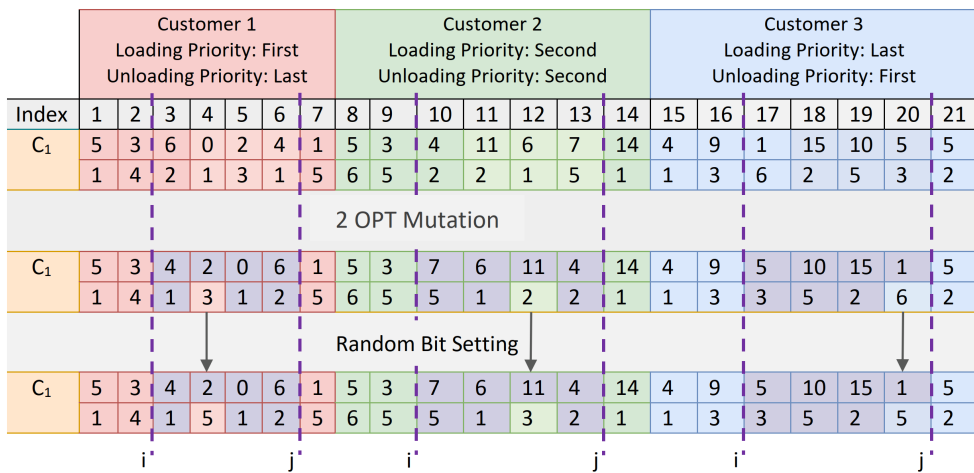 Customer 1 Customer 2 Customer 3
Loading Priority: First Loading Priority: Second Loading Priority: Last
Unloading Priority: Last Unloading Priority: Second Unloading Priority: First
Index 1 2 3 4 5 6 7 8 9 10 11 12 13 14 15 16 17 18 19 20 21
C₁ 5 3 6 0 2 4 1 5 3 4 11 6 7 14 4 9 1 15 10 5 5
1 4 2 1 3 1 5 6 5 2 2 1 5 1 1 3 6 2 5 3 2
2 OPT Mutation
C₁ 5 3 4 2 0 6 1 5 3 7 6 11 4 14 4 9 5 10 15 1 5
1 4 1 3 1 2 5 6 5 5 1 2 2 1 1 3 3 5 2 6 2
Random Bit Setting
C₁ 5 3 4 2 0 6 1 5 3 7 6 11 4 14 4 9 5 10 15 1 5
1 4 1 5 1 2 5 6 5 5 1 3 2 1 1 3 3 5 2 5 2
i j i j i j